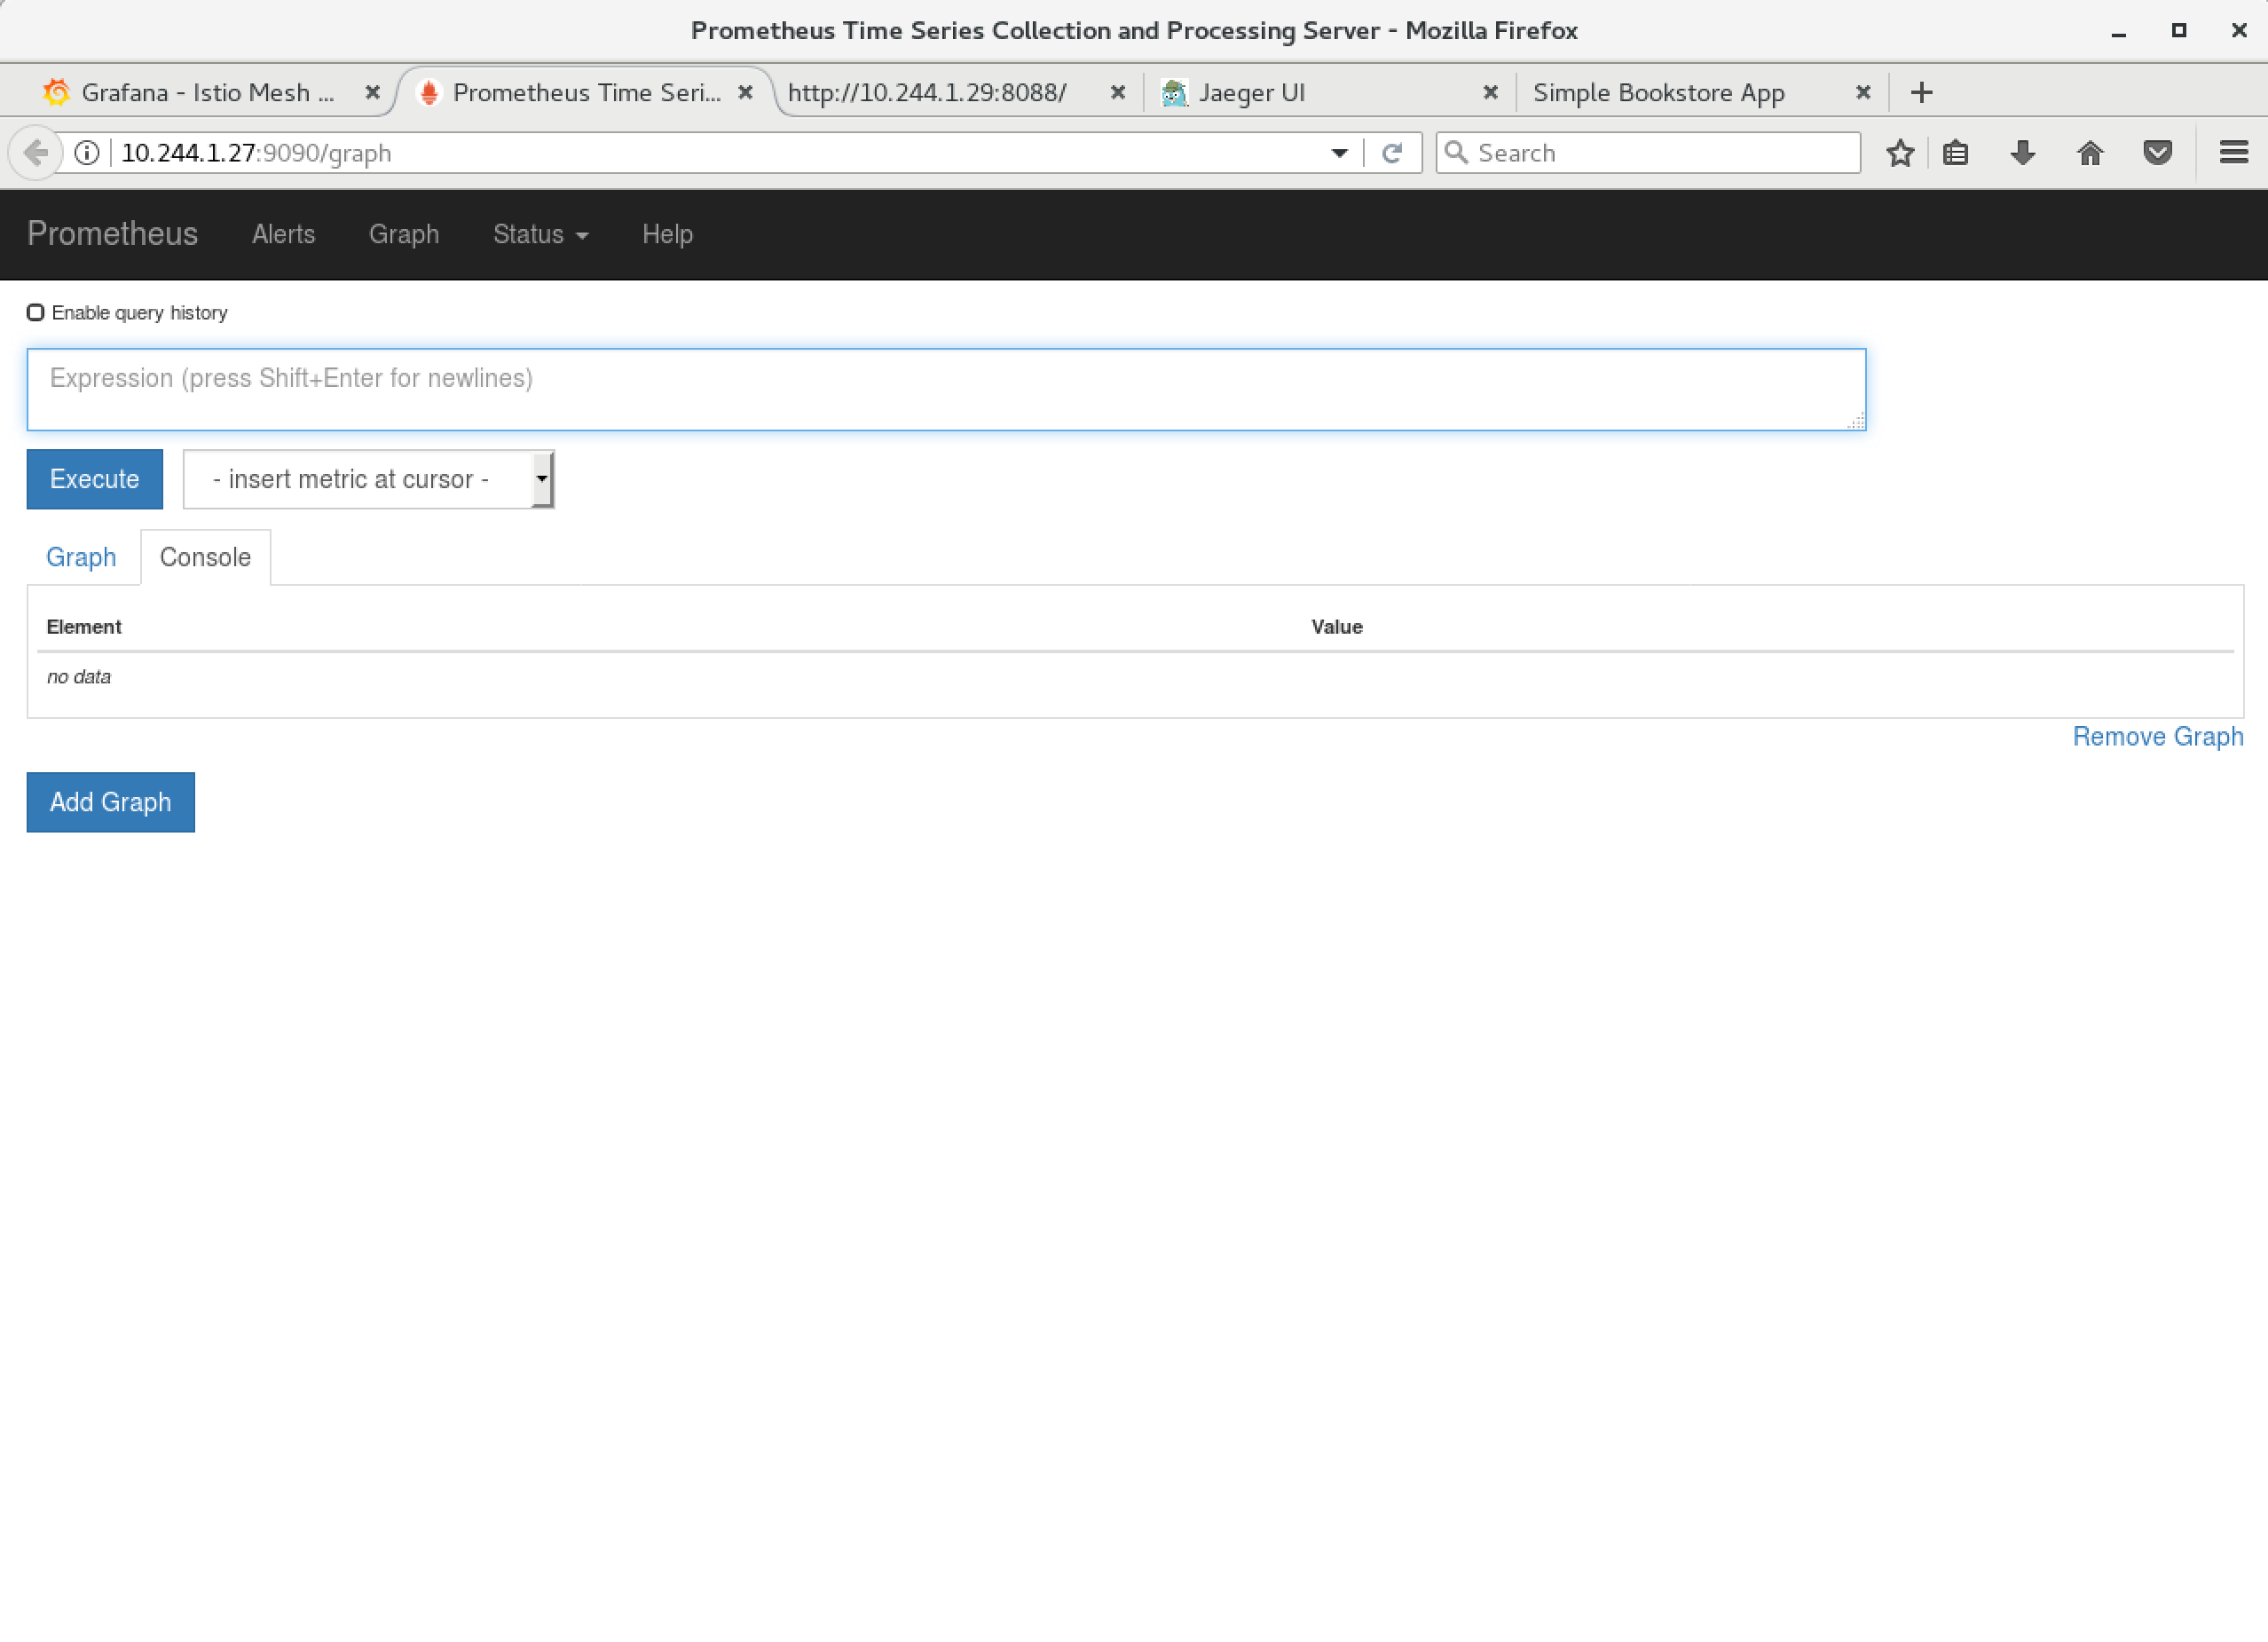 Prometheus Time Series Collection and Processing Server - Mozilla Firefox
Grafana - Istio Mesh ... Prometheus Time Seri... http://10.244.1.29:8088/ Jaeger UI Simple Bookstore App
10.244.1.27:9090/graph Search
Prometheus Alerts Graph Status Help
Enable query history
Expression (press Shift+Enter for newlines)
Execute - insert metric at cursor -
Graph Console
Element Value
no data
Remove Graph
Add Graph